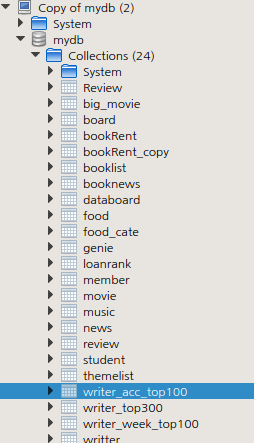 Copy of mydb (2)
System
mydb
Collections (24)
System
Review
big_movie
board
bookRent
bookRent_copy
booklist
booknews
databoard
food
food_cate
genie
loanrank
member
movie
music
news
review
student
themelist
writer_acc_top100
writer_top300
writer_week_top100
writter